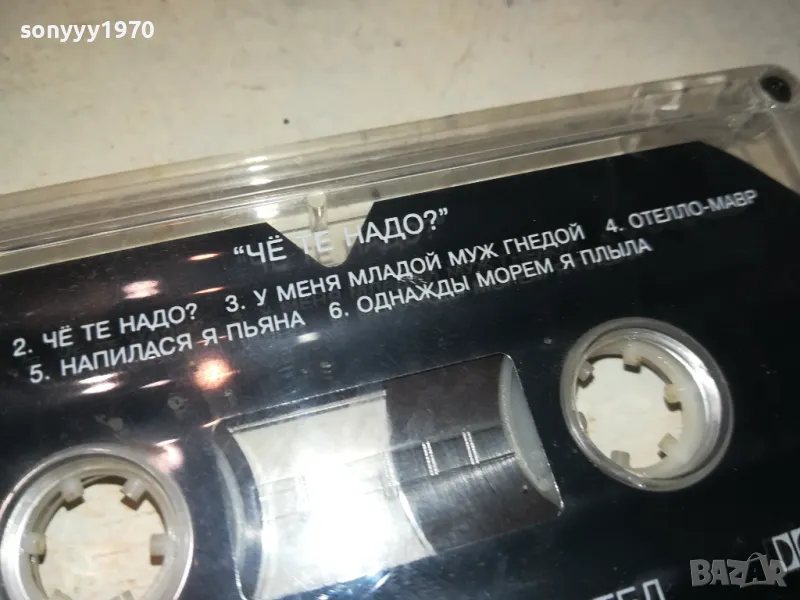 sonyyy1970
"ЧЁ ТЕ НАДО?"
2. ЧЁ ТЕ НАДО? 3. У МЕНЯ МЛАДОЙ МУЖ ГНЕДОЙ 4. ОТЕЛЛО-МАВР
5. НАПИЛАСЯ Я ПЬЯНА 6. ОДНАЖДЫ МОРЕМ Я ПЛЫЛА
BAZAR